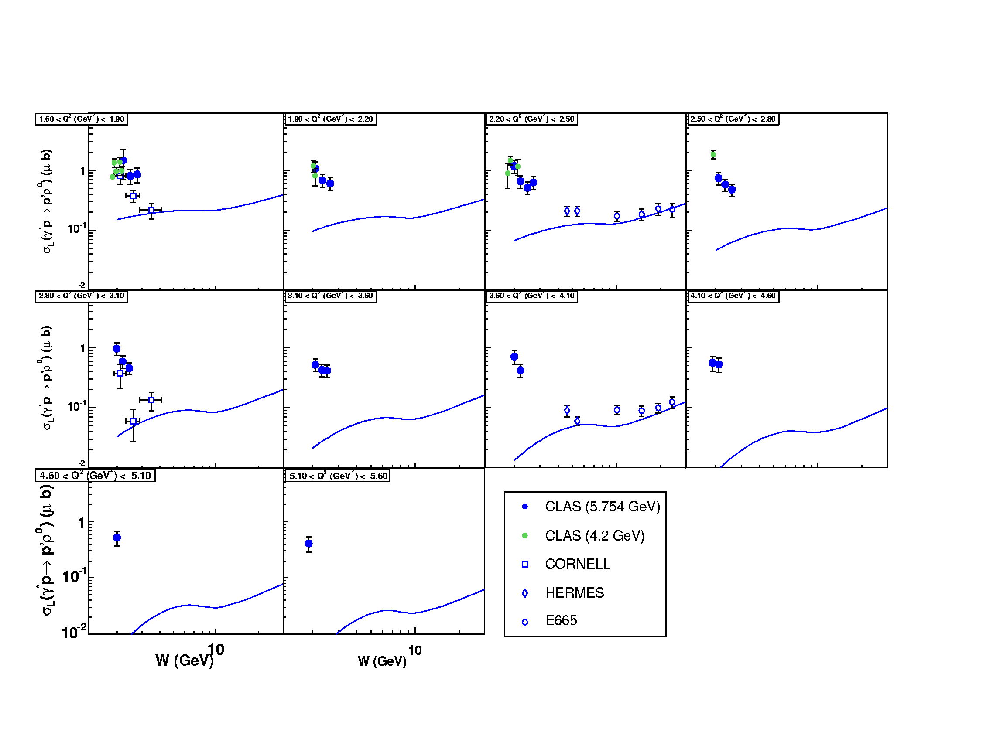 1.60 < Q² (GeV²) < 1.90
1.90 < Q² (GeV²) < 2.20
2.20 < Q² (GeV²) < 2.50
2.50 < Q² (GeV²) < 2.80
σ_L(γ* p→ p'ρ⁰) (μ b)
1
10⁻¹
-2
2.80 < Q² (GeV²) < 3.10
3.10 < Q² (GeV²) < 3.60
3.60 < Q² (GeV²) < 4.10
4.10 < Q² (GeV²) < 4.60
σ_L(γ* p→ p'ρ⁰) (μ b)
1
10⁻¹
-2
4.60 < Q² (GeV²) < 5.10
5.10 < Q² (GeV²) < 5.60
σ_L(γ* p→ p'ρ⁰) (μ b)
1
10⁻¹
10⁻²
10
W (GeV)
10
W (GeV)
CLAS (5.754 GeV)
CLAS (4.2 GeV)
CORNELL
HERMES
E665